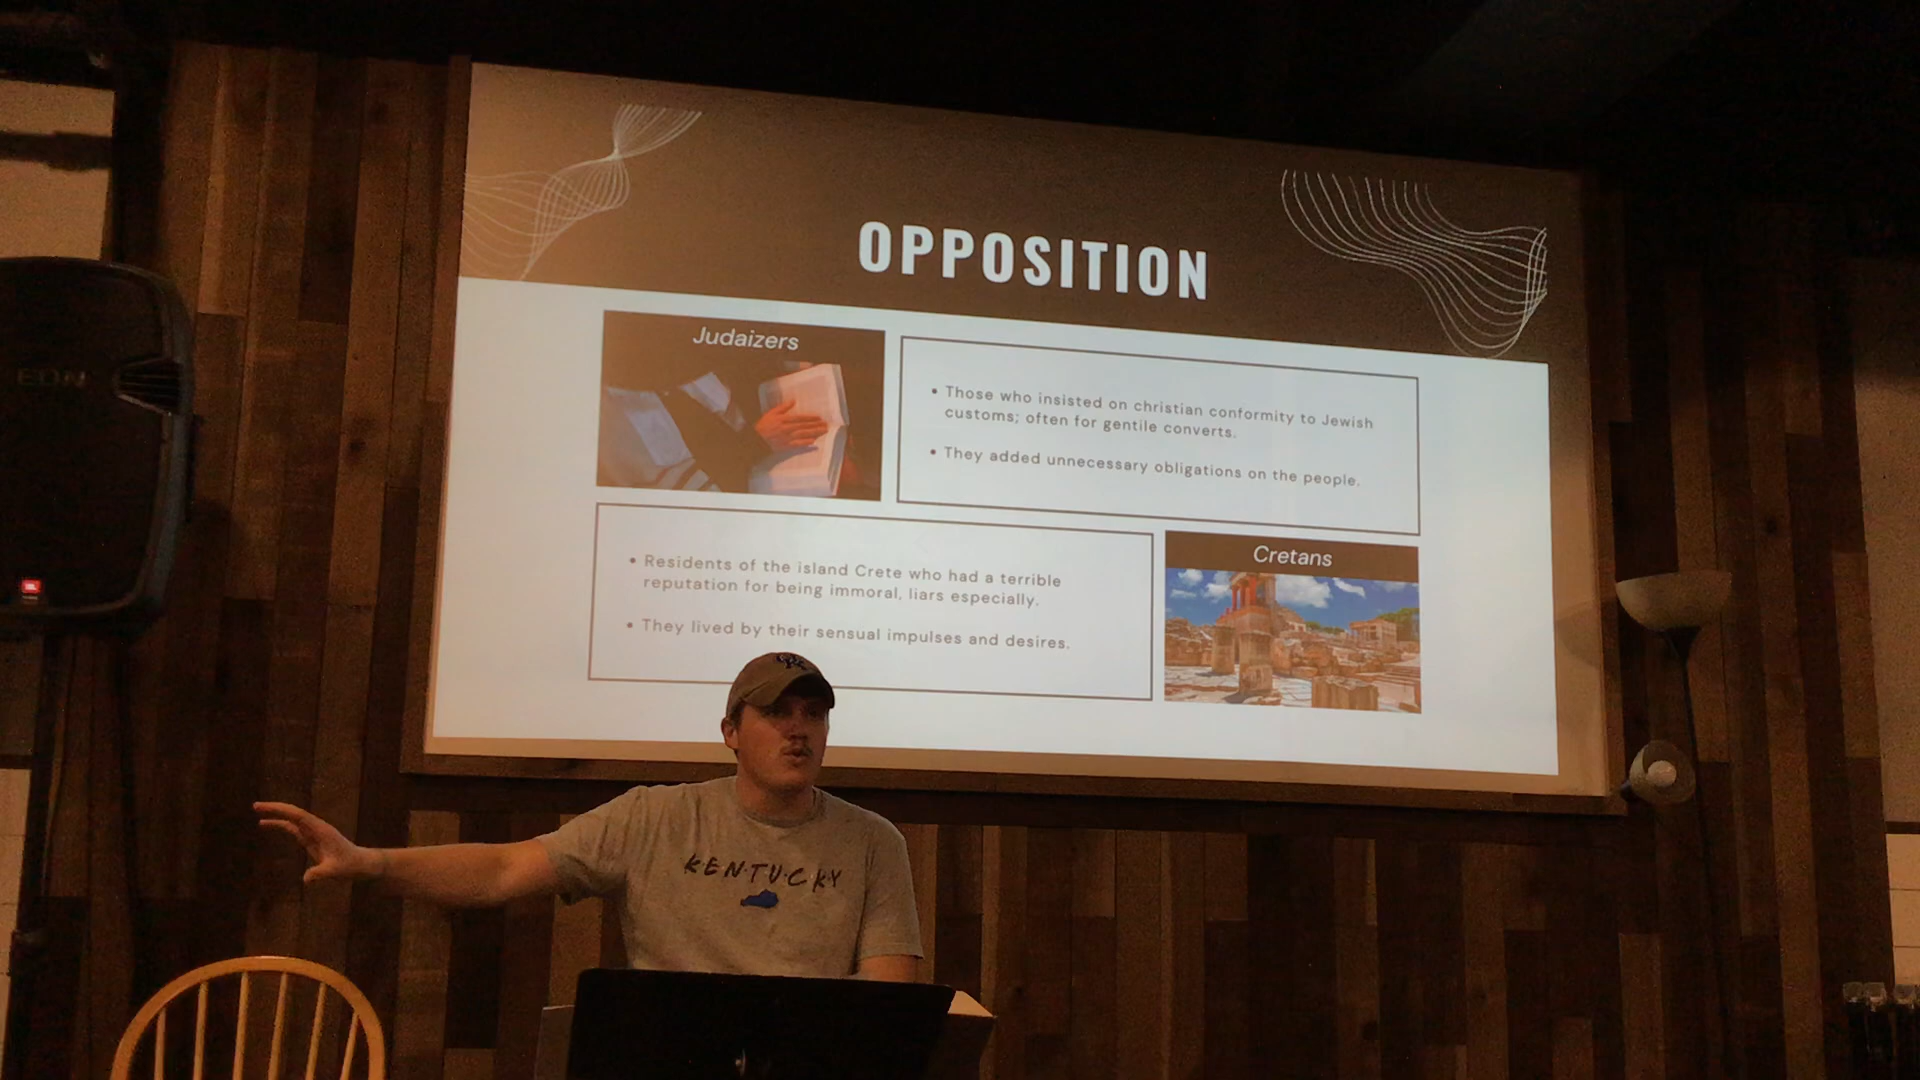 OPPOSITION
Judaizers
• Those who insisted on christian conformity to Jewish
customs; often for gentile converts.
• They added unnecessary obligations on the people.
• Residents of the island Crete who had a terrible
reputation for being immoral, liars especially.
• They lived by their sensual impulses and desires.
Cretans
EON
JBL
KENTUCKY